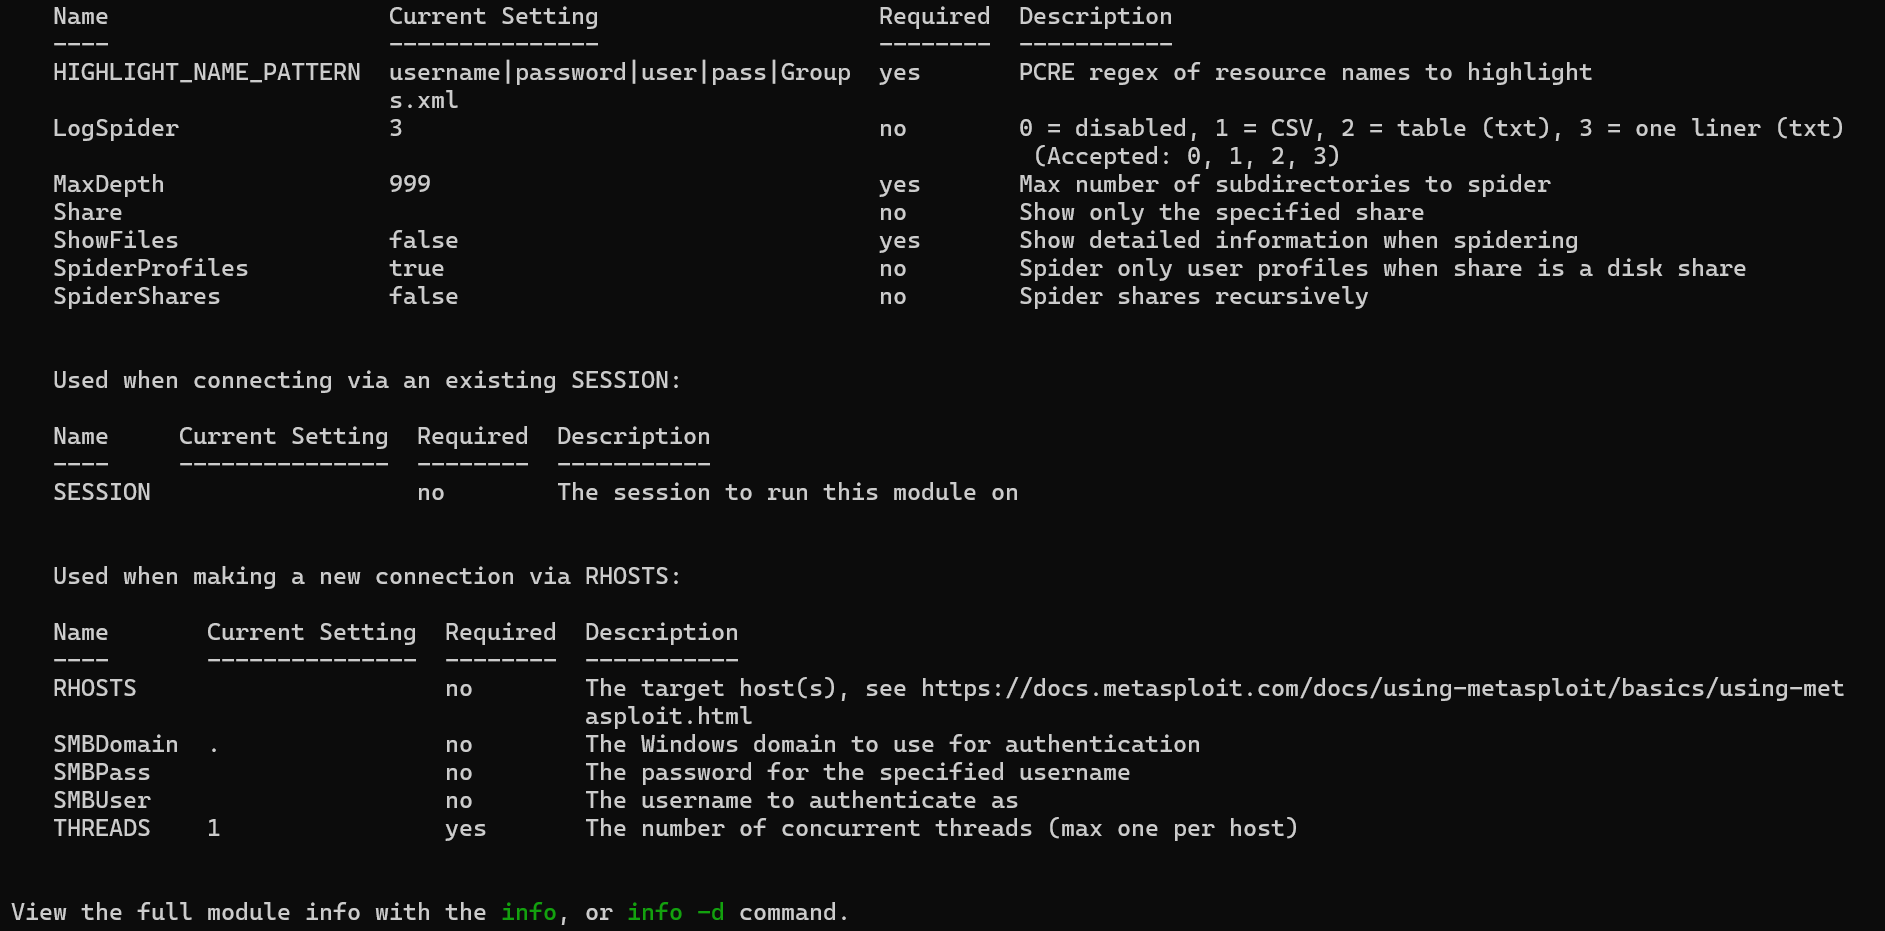 Name                    Current Setting                    Required  Description
----                    ---------------                    --------  -----------
HIGHLIGHT_NAME_PATTERN  username|password|user|pass|Group  yes       PCRE regex of resource names to highlight
                        s.xml
LogSpider               3                                  no        0 = disabled, 1 = CSV, 2 = table (txt), 3 = one liner (txt)
                                                                      (Accepted: 0, 1, 2, 3)
MaxDepth                999                                yes       Max number of subdirectories to spider
Share                                                      no        Show only the specified share
ShowFiles               false                              yes       Show detailed information when spidering
SpiderProfiles          true                               no        Spider only user profiles when share is a disk share
SpiderShares            false                              no        Spider shares recursively
Used when connecting via an existing SESSION:
Name     Current Setting  Required  Description
----     ---------------  --------  -----------
SESSION                   no        The session to run this module on
Used when making a new connection via RHOSTS:
Name       Current Setting  Required  Description
----       ---------------  --------  -----------
RHOSTS                      no        The target host(s), see https://docs.metasploit.com/docs/using-metasploit/basics/using-met
                                      asploit.html
SMBDomain  .                no        The Windows domain to use for authentication
SMBPass                     no        The password for the specified username
SMBUser                     no        The username to authenticate as
THREADS    1                yes       The number of concurrent threads (max one per host)
View the full module info with the info, or info -d command.